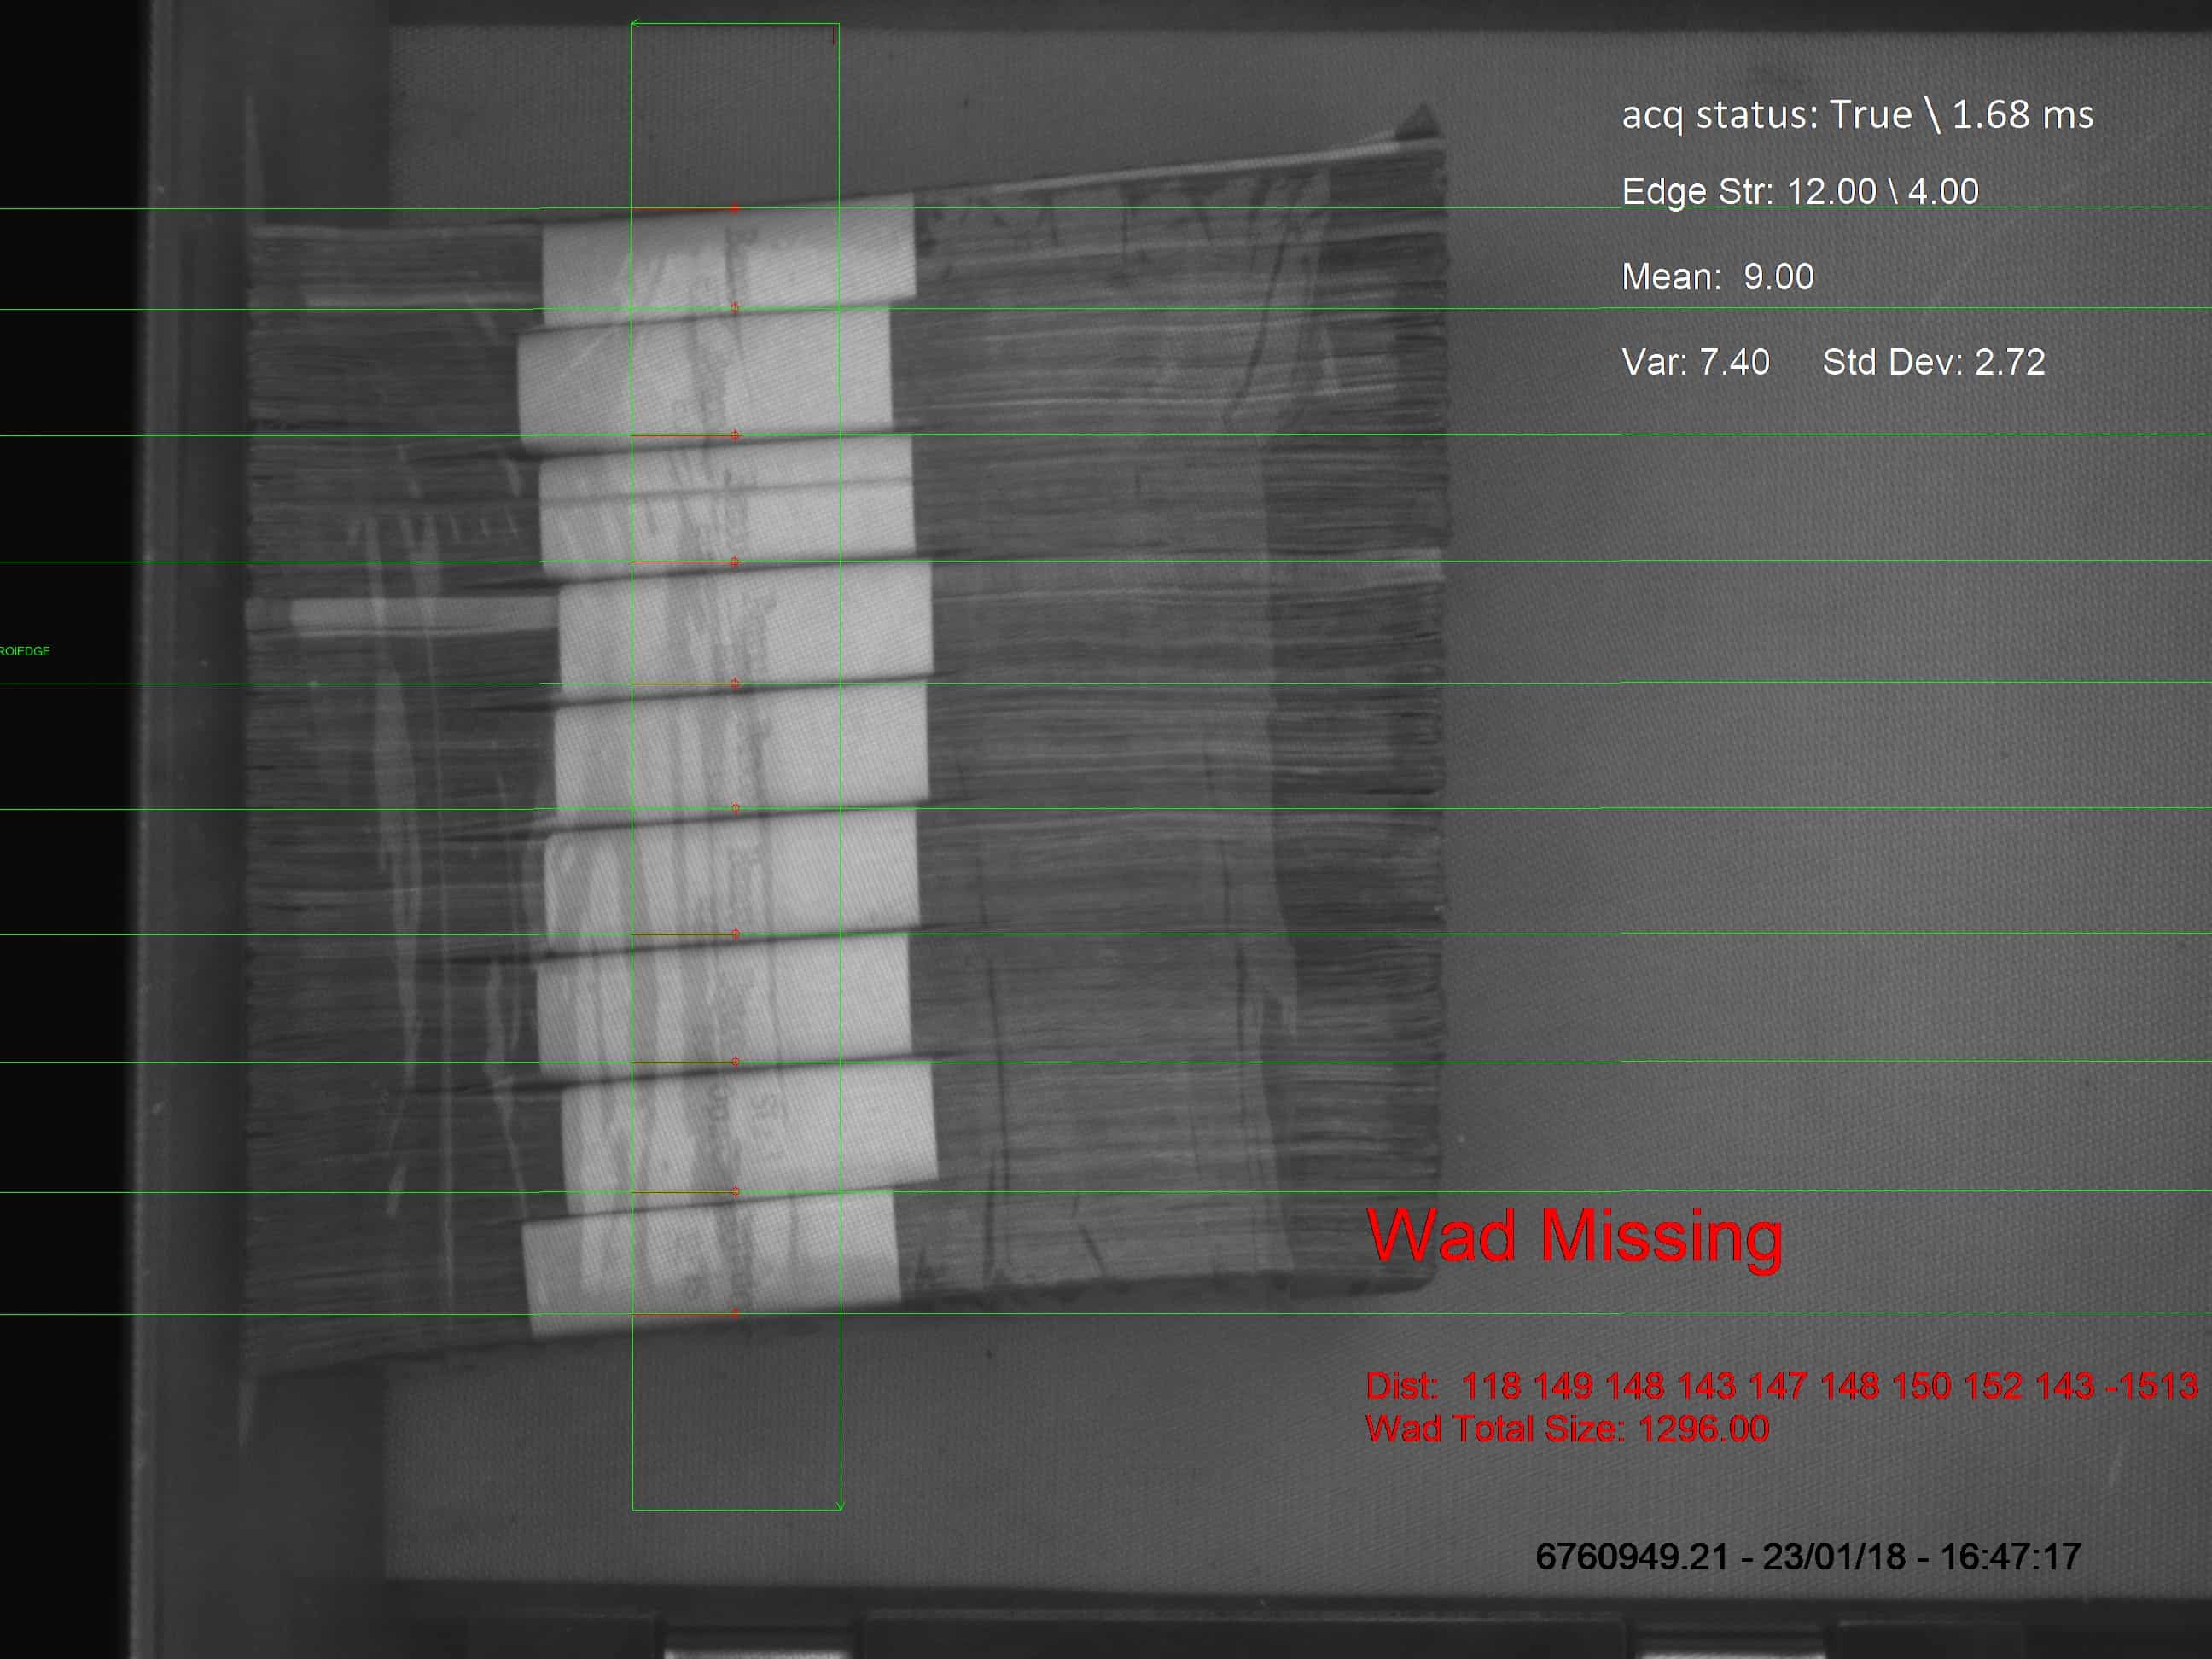 acq status: True \ 1.68 ms
Edge Str: 12.00 \ 4.00
Mean: 9.00
Var: 7.40 Std Dev: 2.72
ROIEDGE
Wad Missing
Dist: 118 149 148 143 147 148 150 152 143 -1513
Wad Total Size: 1296.00
6760949.21 - 23/01/18 - 16:47:17